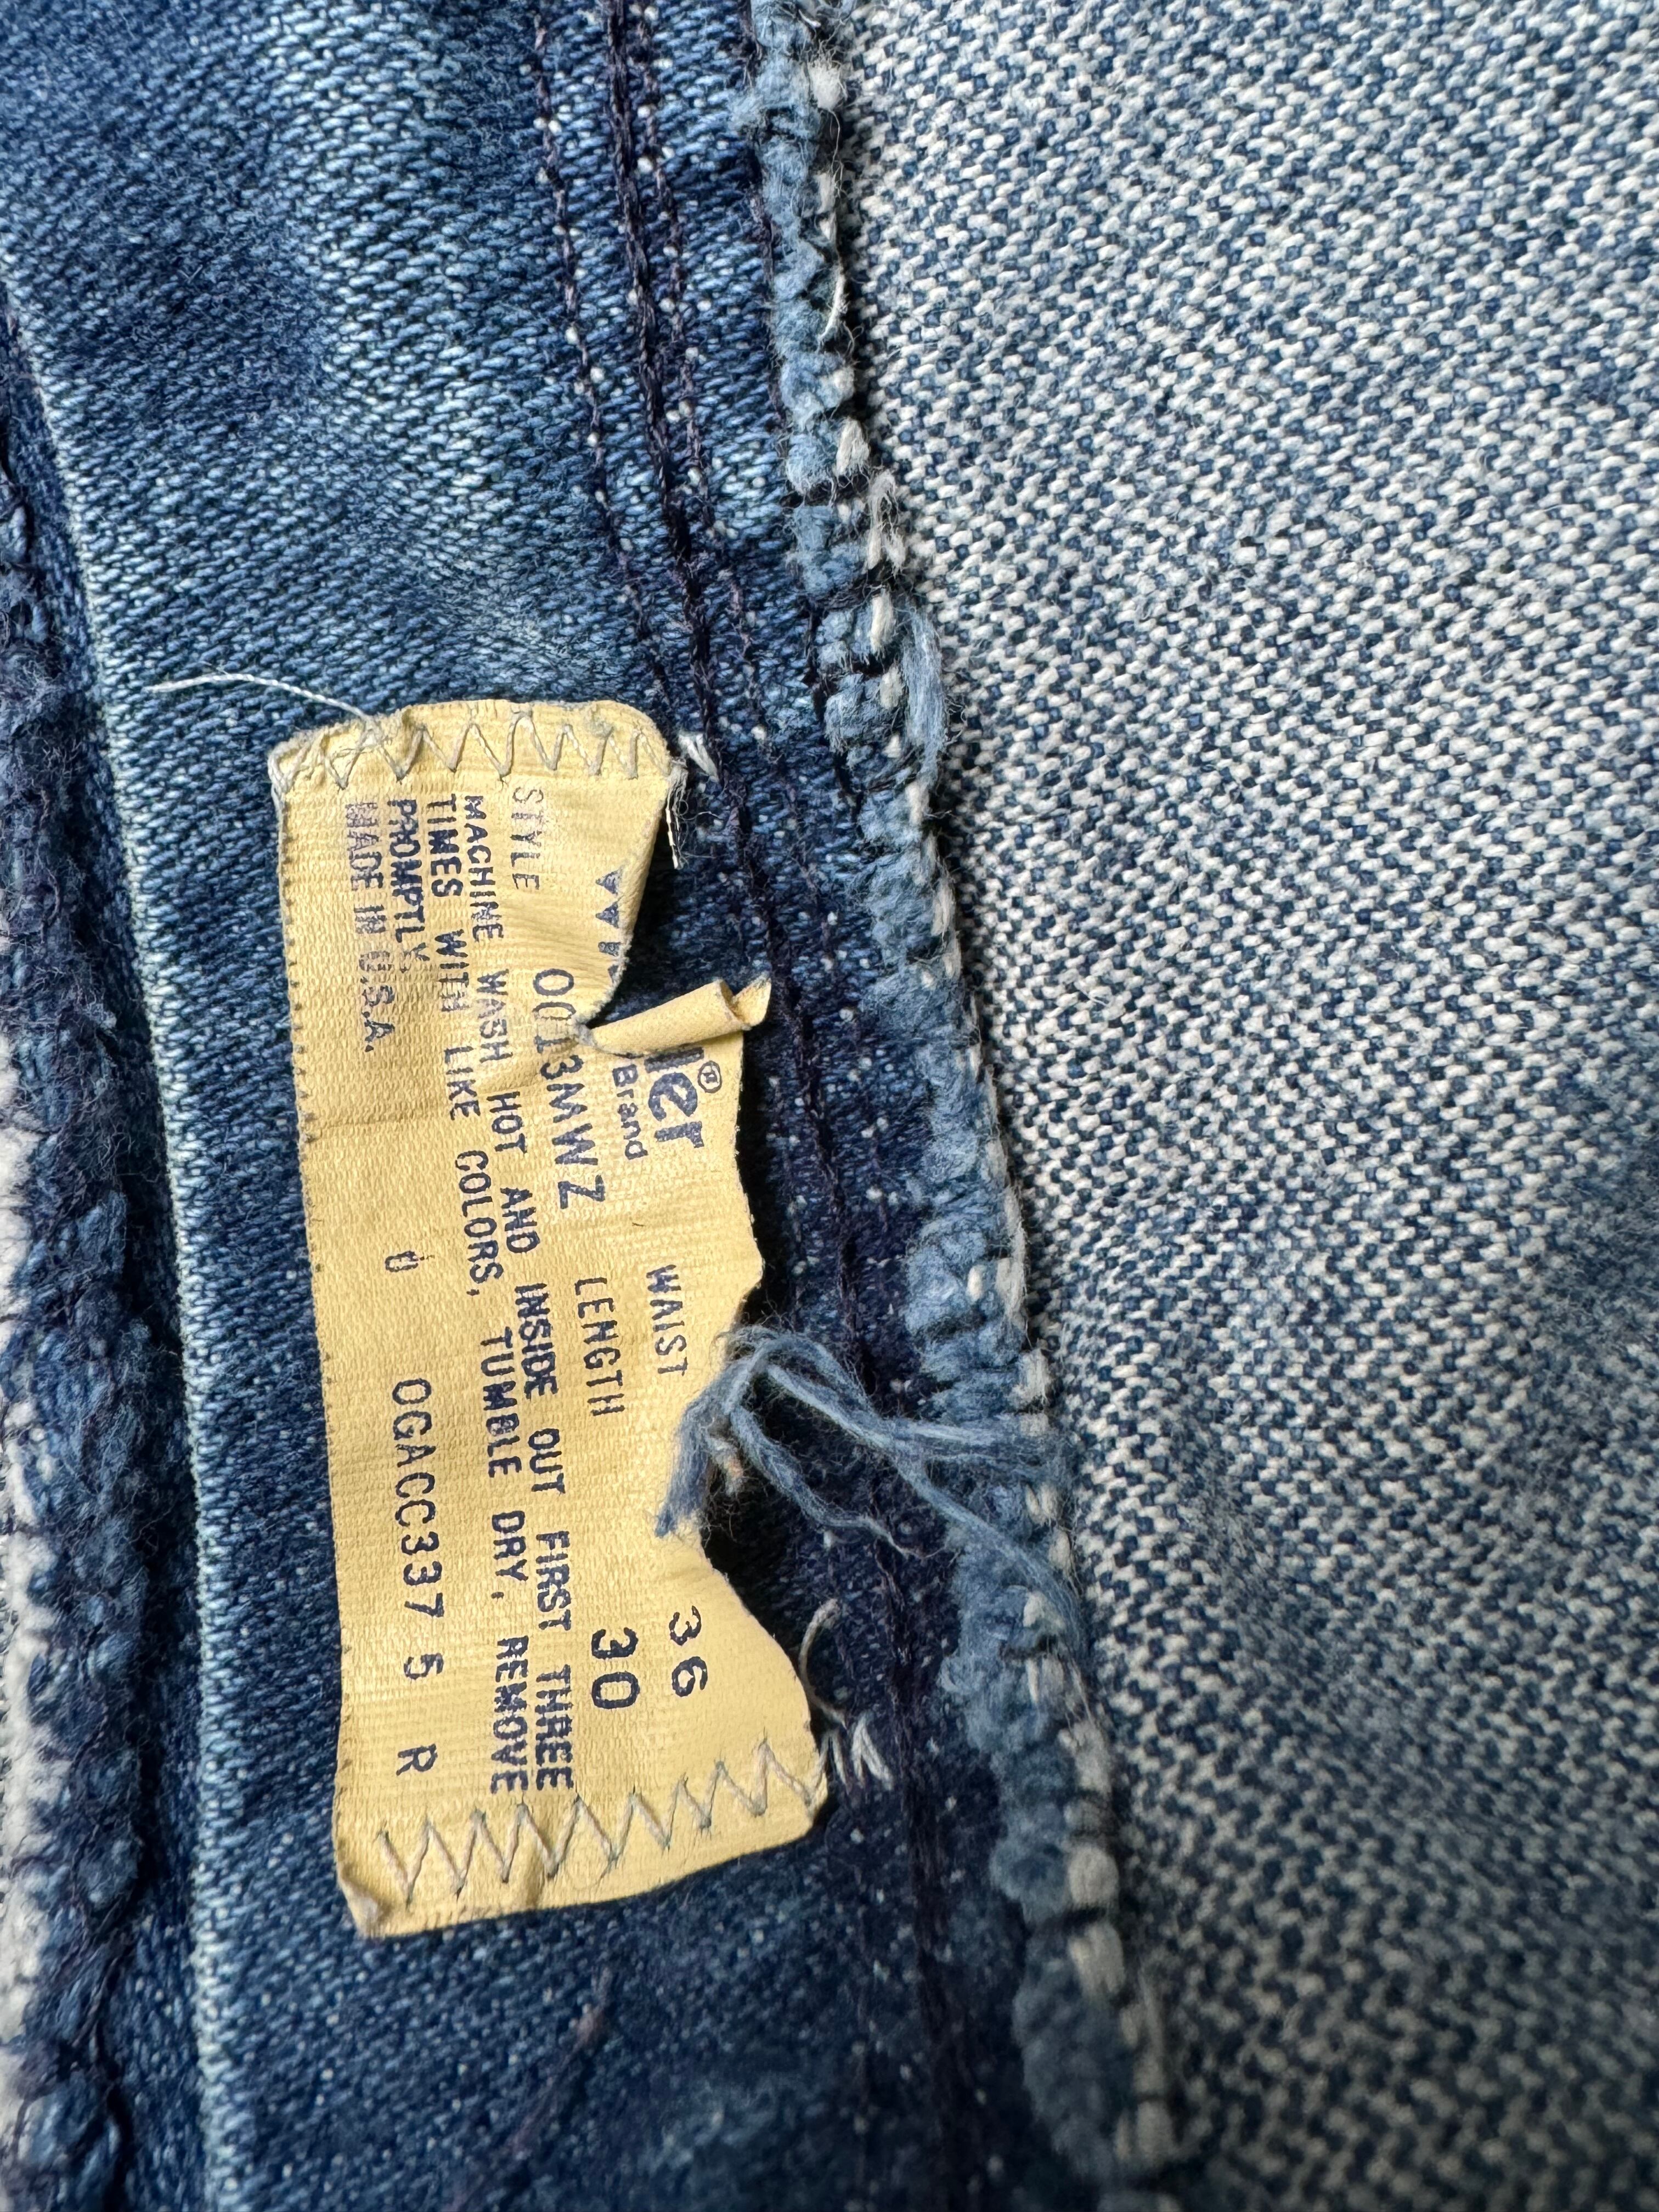 ler® WAIST 36
Brand LENGTH 30
STYLE 0013MWZ
MACHINE WASH HOT AND INSIDE OUT FIRST THREE
TIMES WITH LIKE COLORS, TUMBLE DRY, REMOVE
PROMPTLY.
MADE IN U.S.A. OGACC337 5 R